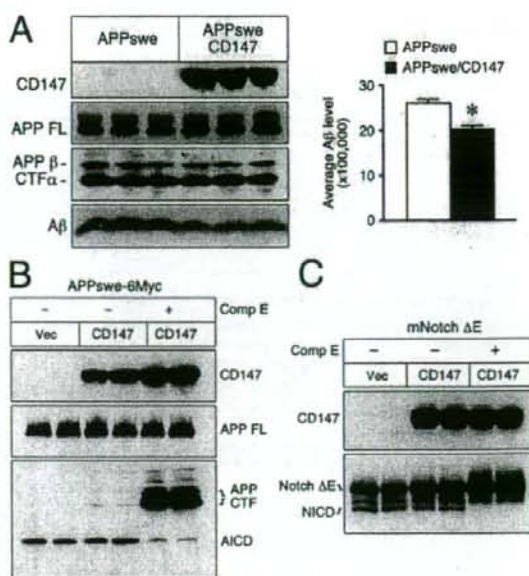 A
APPswe
APPswe
CD147
CD147
APP FL
APP β
CTFα
Aβ
APPswe
APPswe/CD147
Average Aβ level
(x100,000)
30
20
10
0
*
B
APPswe-6Myc
− − + Comp E
Vec CD147 CD147
CD147
APP FL
APP
CTF
AICD
C
mNotch ΔE
Comp E − − +
Vec CD147 CD147
CD147
Notch ΔE
NICD